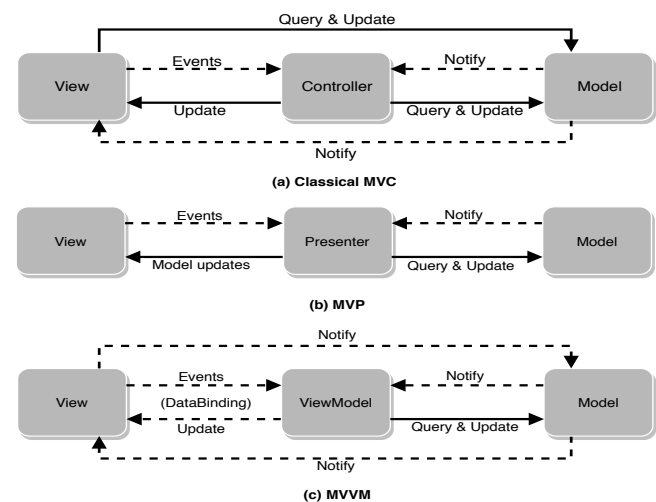 Query & Update
Events
Notify
View
Controller
Model
Update
Query & Update
Notify
(a) Classical MVC
Events
Notify
View
Presenter
Model
Model updates
Query & Update
(b) MVP
Notify
Events
Notify
View
(DataBinding)
ViewModel
Model
Update
Query & Update
Notify
(c) MVVM